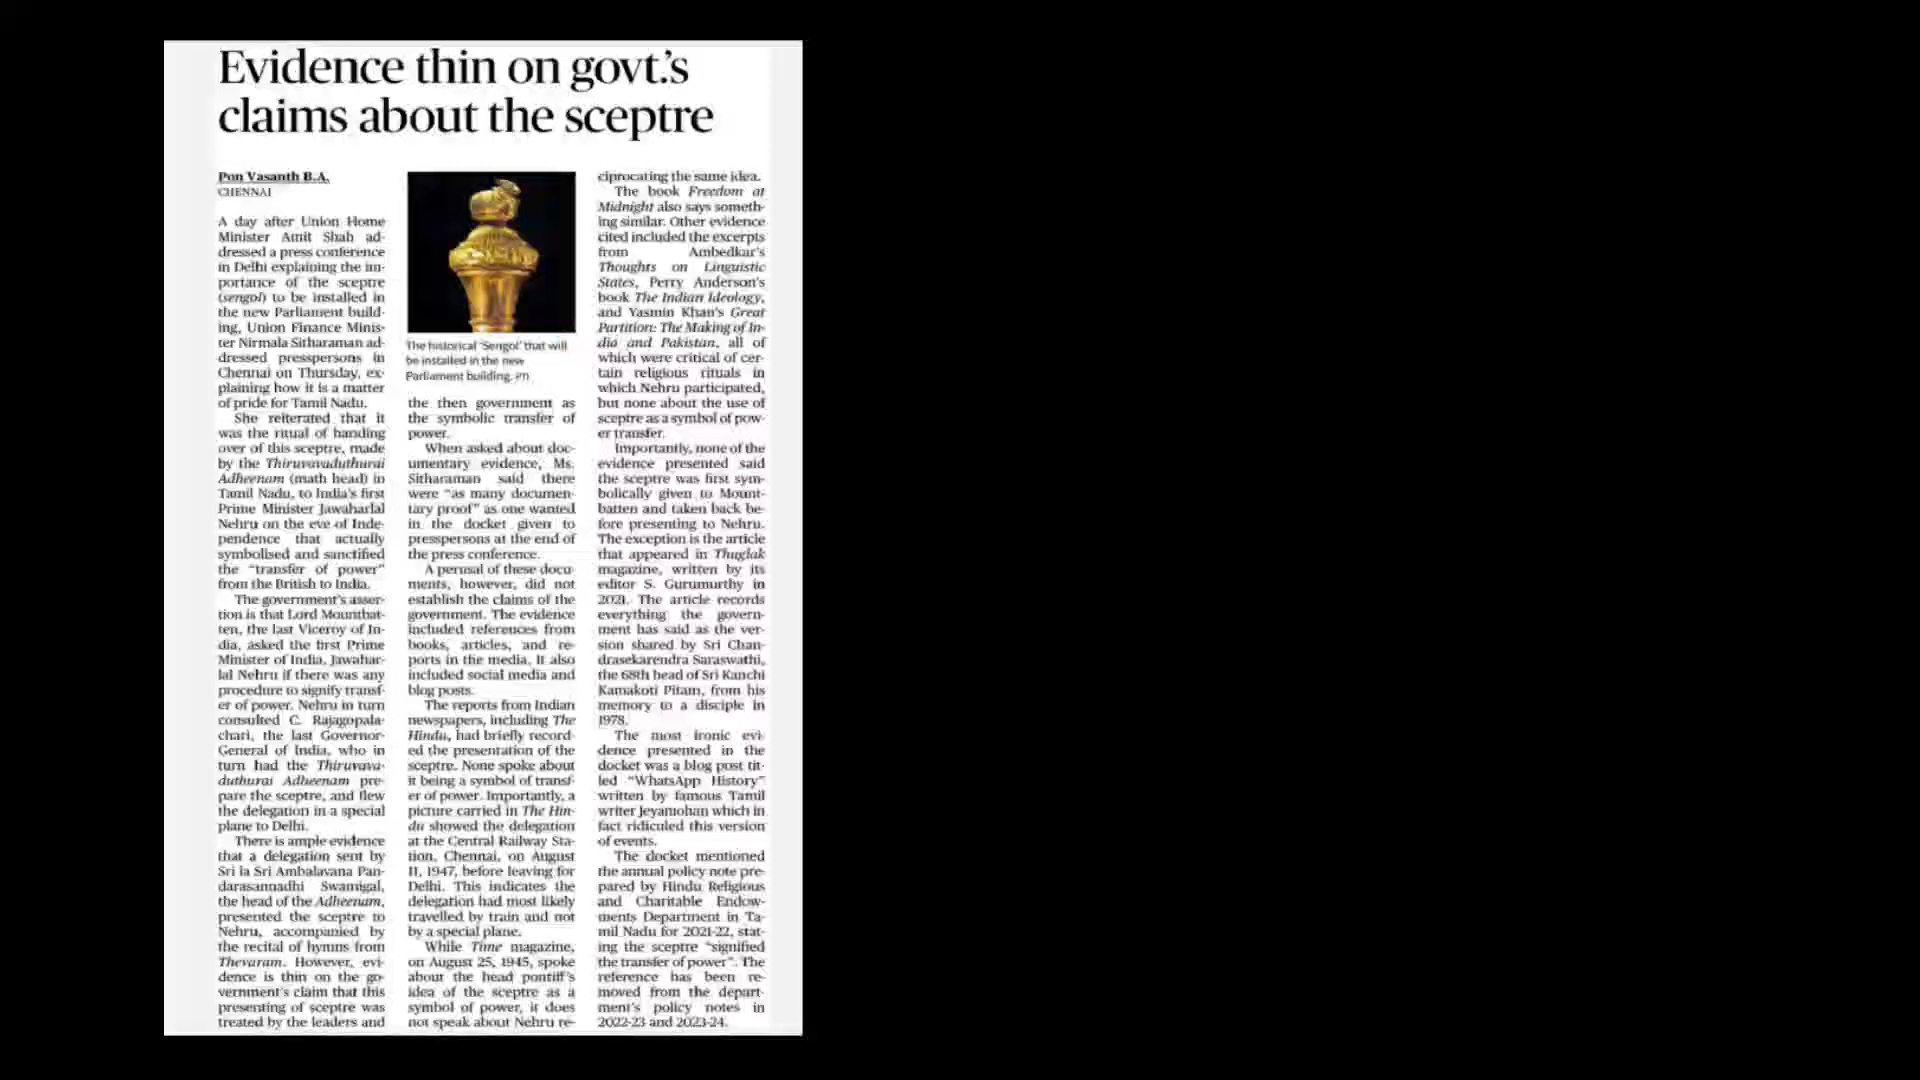 Evidence thin on govt.'s
claims about the sceptre
Pon Vasanth B.A.
CHENNAI
A day after Union Home
Minister Amit Shah ad-
dressed a press conference
in Delhi explaining the im-
portance of the sceptre
(sengol) to be installed in
the new Parliament build-
ing, Union Finance Minis-
ter Nirmala Sitharaman ad-
dressed presspersons in
Chennai on Thursday, ex-
plaining how it is a matter
of pride for Tamil Nadu.
She reiterated that it
was the ritual of handing
over of this sceptre, made
by the Thiruvavaduthurai
Adheenam (math head) in
Tamil Nadu, to India's first
Prime Minister Jawaharlal
Nehru on the eve of Inde-
pendence that actually
symbolised and sanctified
the "transfer of power"
from the British to India.
The government's asser-
tion is that Lord Mountbat-
ten, the last Viceroy of In-
dia, asked the first Prime
Minister of India, Jawahar-
lal Nehru if there was any
procedure to signify transf-
er of power. Nehru in turn
consulted C. Rajagopala-
chari, the last Governor-
General of India, who in
turn had the Thiruvava-
duthurai Adheenam pre-
pare the sceptre, and flew
the delegation in a special
plane to Delhi.
There is ample evidence
that a delegation sent by
Sri la Sri Ambalavana Pan-
darasannadhi Swamigal,
the head of the Adheenam,
presented the sceptre to
Nehru, accompanied by
the recital of hymns from
Thevaram. However, evi-
dence is thin on the go-
vernment's claim that this
presenting of sceptre was
treated by the leaders and
The historical 'Sengol' that will
be installed in the new
Parliament building. PTI
the then government as
the symbolic transfer of
power.
When asked about doc-
umentary evidence, Ms.
Sitharaman said there
were "as many documen-
tary proof" as one wanted
in the docket given to
presspersons at the end of
the press conference.
A perusal of these docu-
ments, however, did not
establish the claims of the
government. The evidence
included references from
books, articles, and re-
ports in the media. It also
included social media and
blog posts.
The reports from Indian
newspapers, including The
Hindu, had briefly record-
ed the presentation of the
sceptre. None spoke about
it being a symbol of transf-
er of power. Importantly, a
picture carried in The Hin-
du showed the delegation
at the Central Railway Sta-
tion, Chennai, on August
11, 1947, before leaving for
Delhi. This indicates the
delegation had most likely
travelled by train and not
by a special plane.
While Time magazine,
on August 25, 1945, spoke
about the head pontiff's
idea of the sceptre as a
symbol of power, it does
not speak about Nehru re-
ciprocating the same idea.
The book Freedom at
Midnight also says someth-
ing similar. Other evidence
cited included the excerpts
from Ambedkar's
Thoughts on Linguistic
States, Perry Anderson's
book The Indian Ideology,
and Yasmin Khan's Great
Partition: The Making of In-
dia and Pakistan, all of
which were critical of cer-
tain religious rituals in
which Nehru participated,
but none about the use of
sceptre as a symbol of pow-
er transfer.
Importantly, none of the
evidence presented said
the sceptre was first sym-
bolically given to Mount-
batten and taken back be-
fore presenting to Nehru.
The exception is the article
that appeared in Thuglak
magazine, written by its
editor S. Gurumurthy in
2021. The article records
everything the govern-
ment has said as the ver-
sion shared by Sri Chan-
drasekarendra Saraswathi,
the 68th head of Sri Kanchi
Kamakoti Pitam, from his
memory to a disciple in
1978.
The most ironic evi-
dence presented in the
docket was a blog post tit-
led "WhatsApp History"
written by famous Tamil
writer Jeyamohan which in
fact ridiculed this version
of events.
The docket mentioned
the annual policy note pre-
pared by Hindu Religious
and Charitable Endow-
ments Department in Ta-
mil Nadu for 2021-22, stat-
ing the sceptre "signified
the transfer of power". The
reference has been re-
moved from the depart-
ment's policy notes in
2022-23 and 2023-24.